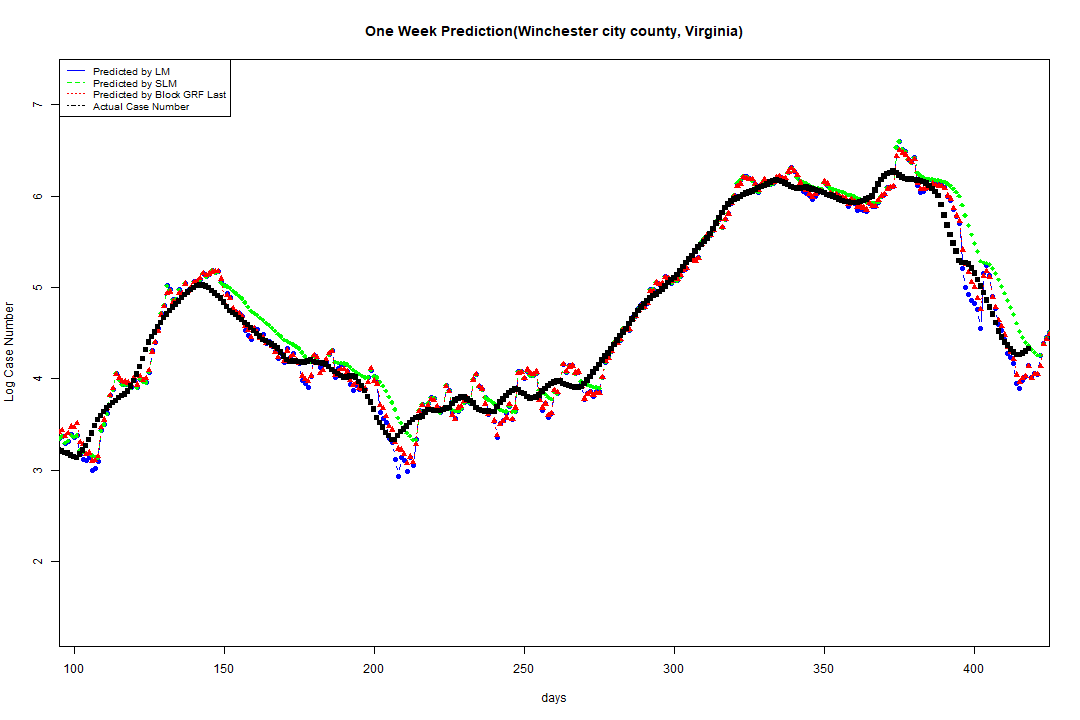 One Week Prediction(Winchester city county, Virginia)
Predicted by LM
Predicted by SLM
Predicted by Block GRF Last
Actual Case Number
7
6
5
4
3
2
Log Case Number
100 150 200 250 300 350 400
days